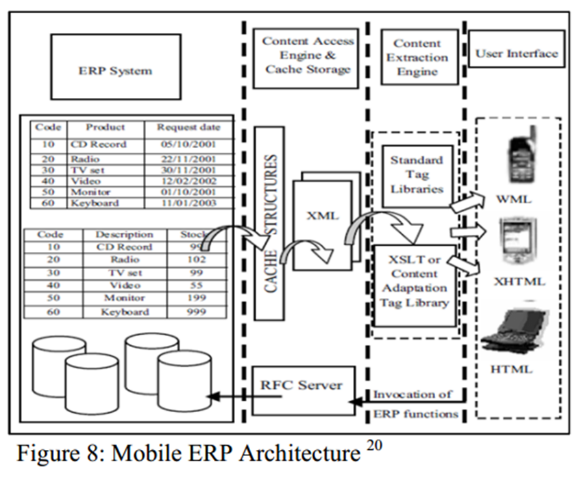 ERP System
Content Access
Engine &
Cache Storage
Content
Extraction
Engine
User Interface
Code Product Request date
10 CD Record 05/10/2001
20 Radio 22/11/2001
30 TV set 30/11/2001
40 Video 12/02/2002
50 Monitor 01/10/2001
60 Keyboard 11/01/2003
Code Description Stock
10 CD Record
20 Radio 102
30 TV set 99
40 Video 55
50 Monitor 199
60 Keyboard 999
CACHE STRUCTURES
XML
Standard
Tag
Libraries
XSLT or
Content
Adaptation
Tag Library
WML
XHTML
HTML
RFC Server
Invocation of
ERP functions
Figure 8: Mobile ERP Architecture 20